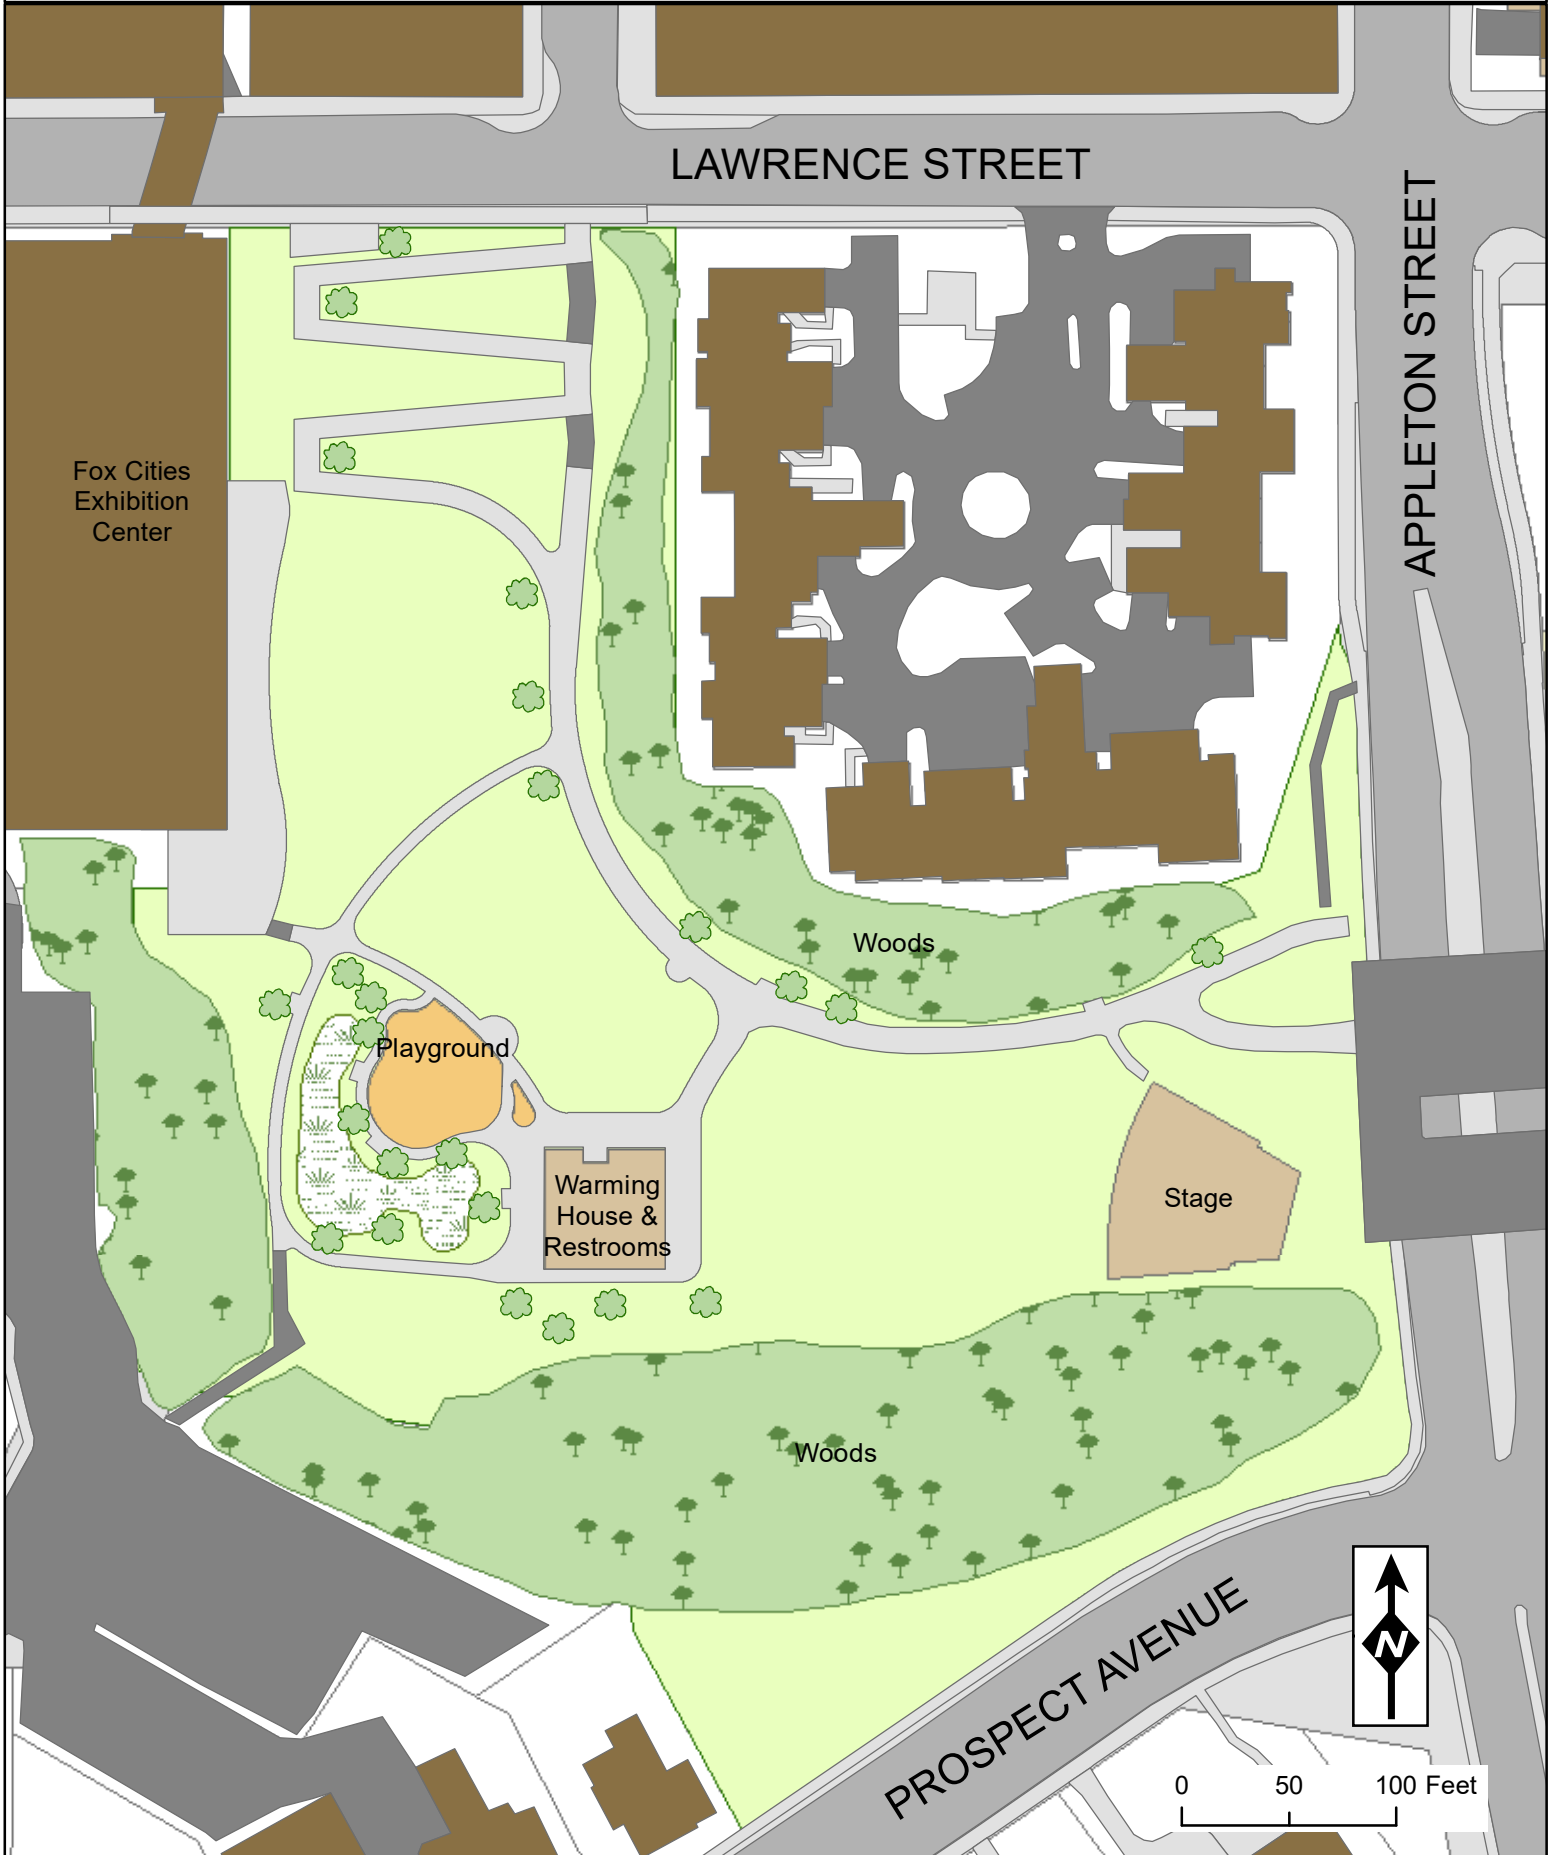 LAWRENCE STREET
APPLETON STREET
Fox Cities
Exhibition
Center
Woods
Playground
Warming
House &
Restrooms
Stage
Woods
PROSPECT AVENUE
N
0 50 100 Feet